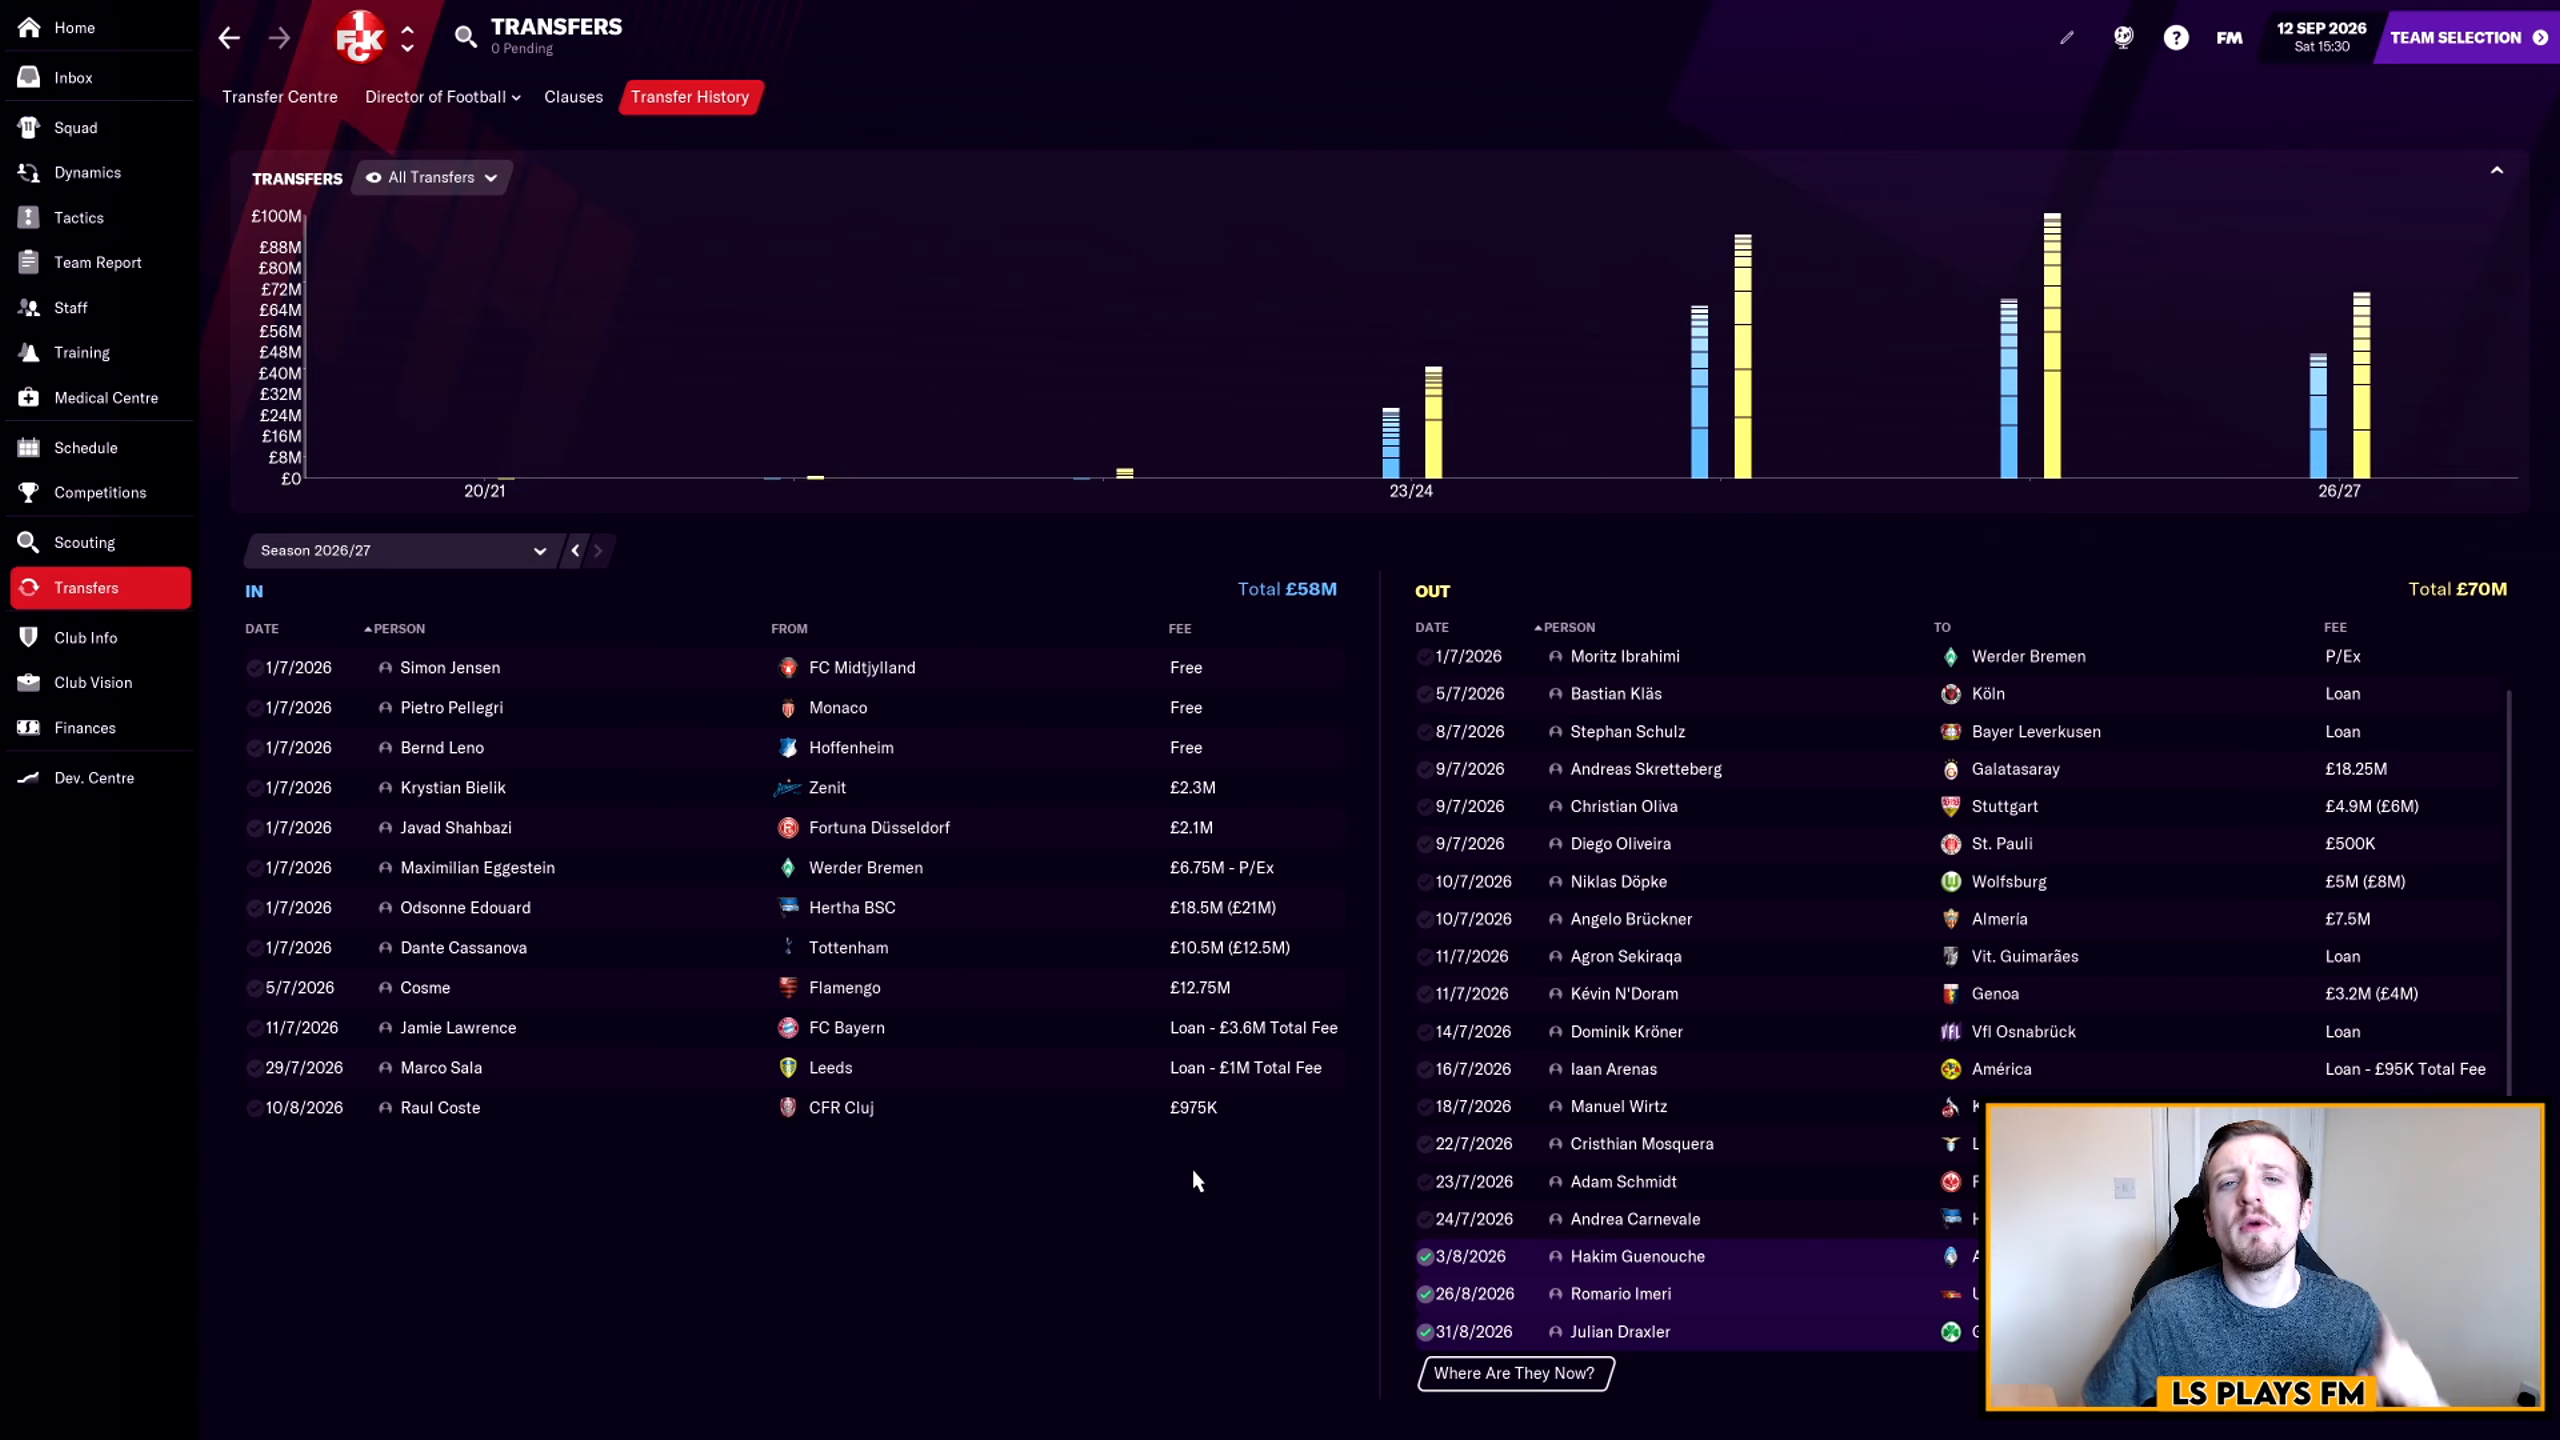 Home
Inbox
Squad
Dynamics
Tactics
Team Report
Staff
Training
Medical Centre
Schedule
Competitions
Scouting
Transfers
Club Info
Club Vision
Finances
Dev. Centre
TRANSFERS
0 Pending
FM
12 SEP 2026
Sat 15:30
TEAM SELECTION
Transfer Centre Director of Football Clauses Transfer History
TRANSFERS All Transfers
£100M
£88M
£80M
£72M
£64M
£56M
£48M
£40M
£32M
£24M
£16M
£8M
£0
20/21 23/24 26/27
Season 2026/27
IN Total £58M
DATE PERSON FROM FEE
1/7/2026 Simon Jensen FC Midtjylland Free
1/7/2026 Pietro Pellegri Monaco Free
1/7/2026 Bernd Leno Hoffenheim Free
1/7/2026 Krystian Bielik Zenit £2.3M
1/7/2026 Javad Shahbazi Fortuna Düsseldorf £2.1M
1/7/2026 Maximilian Eggestein Werder Bremen £6.75M - P/Ex
1/7/2026 Odsonne Edouard Hertha BSC £18.5M (£21M)
1/7/2026 Dante Cassanova Tottenham £10.5M (£12.5M)
5/7/2026 Cosme Flamengo £12.75M
11/7/2026 Jamie Lawrence FC Bayern Loan - £3.6M Total Fee
29/7/2026 Marco Sala Leeds Loan - £1M Total Fee
10/8/2026 Raul Coste CFR Cluj £975K
OUT Total £70M
DATE PERSON TO FEE
1/7/2026 Moritz Ibrahimi Werder Bremen P/Ex
5/7/2026 Bastian Kläs Köln Loan
8/7/2026 Stephan Schulz Bayer Leverkusen Loan
9/7/2026 Andreas Skretteberg Galatasaray £18.25M
9/7/2026 Christian Oliva Stuttgart £4.9M (£6M)
9/7/2026 Diego Oliveira St. Pauli £500K
10/7/2026 Niklas Döpke Wolfsburg £5M (£8M)
10/7/2026 Angelo Brückner Almería £7.5M
11/7/2026 Agron Sekiraqa Vit. Guimarães Loan
11/7/2026 Kévin N'Doram Genoa £3.2M (£4M)
14/7/2026 Dominik Kröner Vfl Osnabrück Loan
16/7/2026 Iaan Arenas América Loan - £95K Total Fee
18/7/2026 Manuel Wirtz
22/7/2026 Cristhian Mosquera
23/7/2026 Adam Schmidt
24/7/2026 Andrea Carnevale
3/8/2026 Hakim Guenouche
26/8/2026 Romario Imeri
31/8/2026 Julian Draxler
Where Are They Now?
LS PLAYS FM